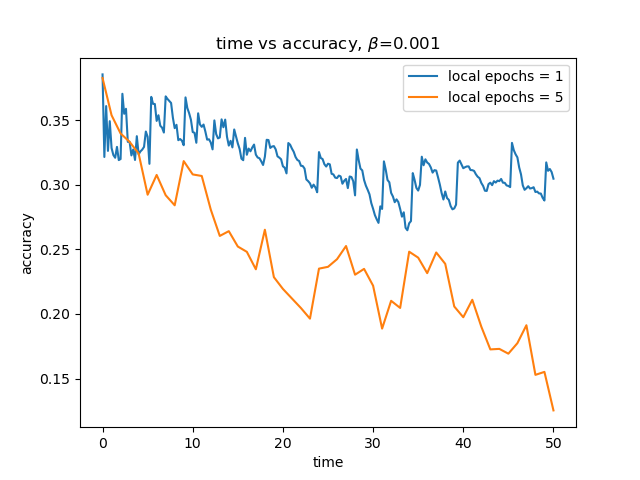 time vs accuracy, β=0.001
local epochs = 1
local epochs = 5
accuracy
0.35
0.30
0.25
0.20
0.15
0
10
20
30
40
50
time